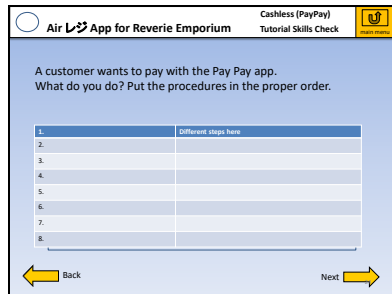 Air レジ App for Reverie Emporium
Cashless (PayPay)
Tutorial Skills Check
main menu
A customer wants to pay with the Pay Pay app.
What do you do? Put the procedures in the proper order.
1. Different steps here
2.
3.
4.
5.
6.
7.
8.
Back
Next